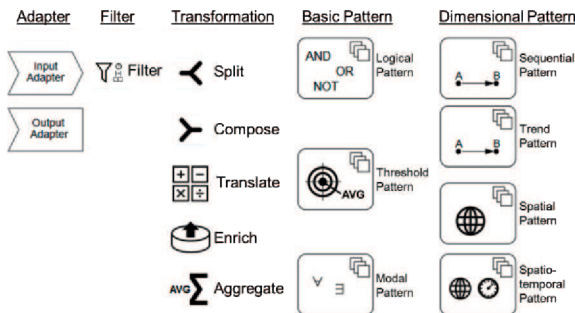 Adapter
Filter
Transformation
Basic Pattern
Dimensional Pattern
Input
Adapter
Filter
Split
AND
OR
NOT
Logical
Pattern
A B
Sequential
Pattern
Output
Adapter
Compose
A B
Trend
Pattern
+ −
× ÷
Translate
AVG
Threshold
Pattern
Spatial
Pattern
Enrich
AVG Σ Aggregate
∀ ∃
Modal
Pattern
Spatio-
temporal
Pattern